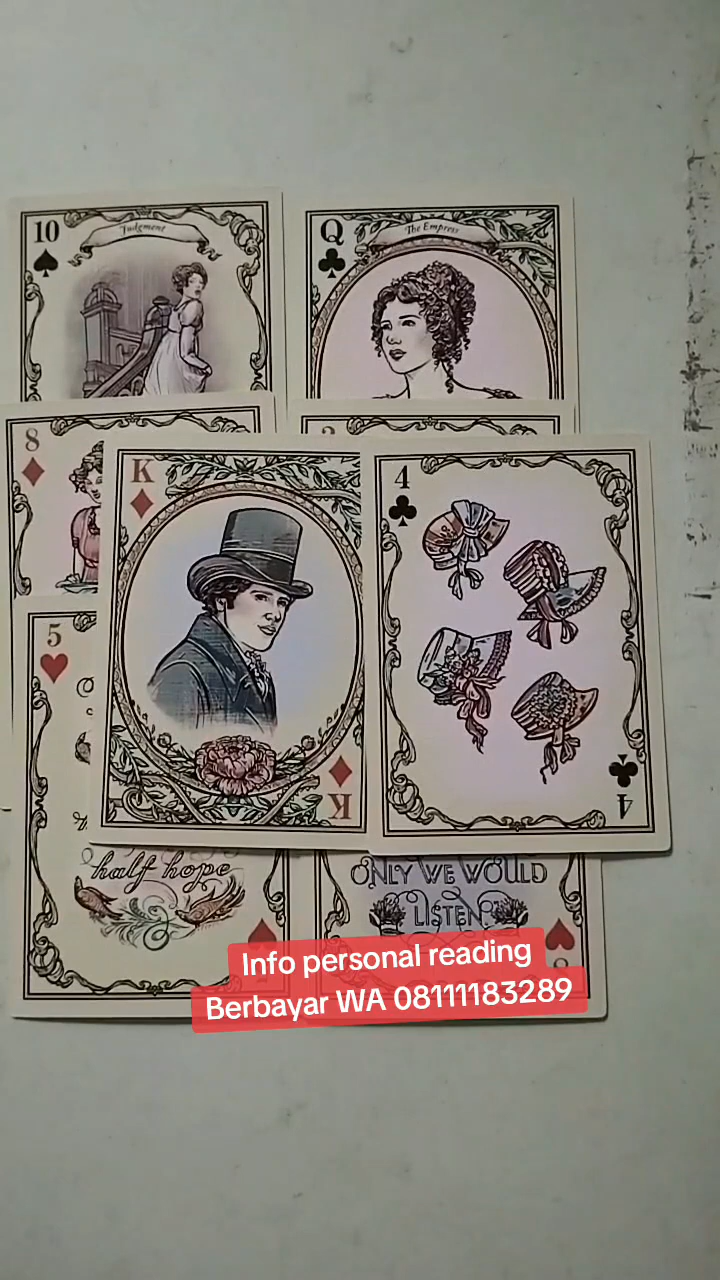 10
Judgment
Q
The Empress
8
K
4
5
K
4
half hope
ONLY WE WOULD
LISTEN
Info personal reading
Berbayar WA 08111183289